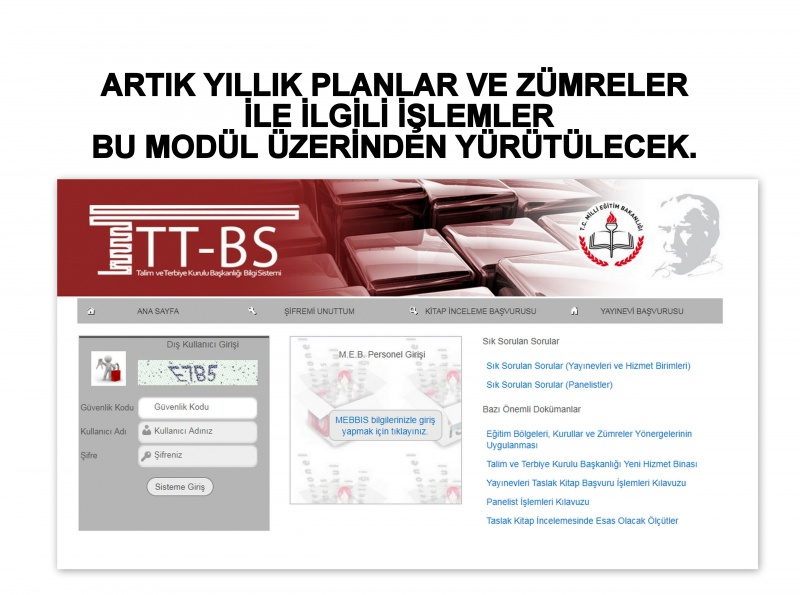 ARTIK YILLIK PLANLAR VE ZÜMRELER
İLE İLGİLİ İŞLEMLER
BU MODÜL ÜZERİNDEN YÜRÜTÜLECEK.
TT-BS
Talim ve Terbiye Kurulu Başkanlığı Bilgi Sistemi
T.C. MİLLİ EĞİTİM BAKANLIĞI
ANA SAYFA
ŞİFREMİ UNUTTUM
KİTAP İNCELEME BAŞVURUSU
YAYINEVİ BAŞVURUSU
Dış Kullanıcı Girişi
E7B5
Güvenlik Kodu
Güvenlik Kodu
Kullanıcı Adı
Kullanıcı Adınız
Şifre
Şifreniz
Sisteme Giriş
M.E.B. Personel Girişi
MEBBIS bilgilerinizle giriş
yapmak için tıklayınız.
Sık Sorulan Sorular
Sık Sorulan Sorular (Yayınevleri ve Hizmet Birimleri)
Sık Sorulan Sorular (Panelistler)
Bazı Önemli Dokümanlar
Eğitim Bölgeleri, Kurullar ve Zümreler Yönergelerinin
Uygulanması
Talim ve Terbiye Kurulu Başkanlığı Yeni Hizmet Binası
Yayınevleri Taslak Kitap Başvuru İşlemleri Kılavuzu
Panelist İşlemleri Kılavuzu
Taslak Kitap İncelemesinde Esas Olacak Ölçütler